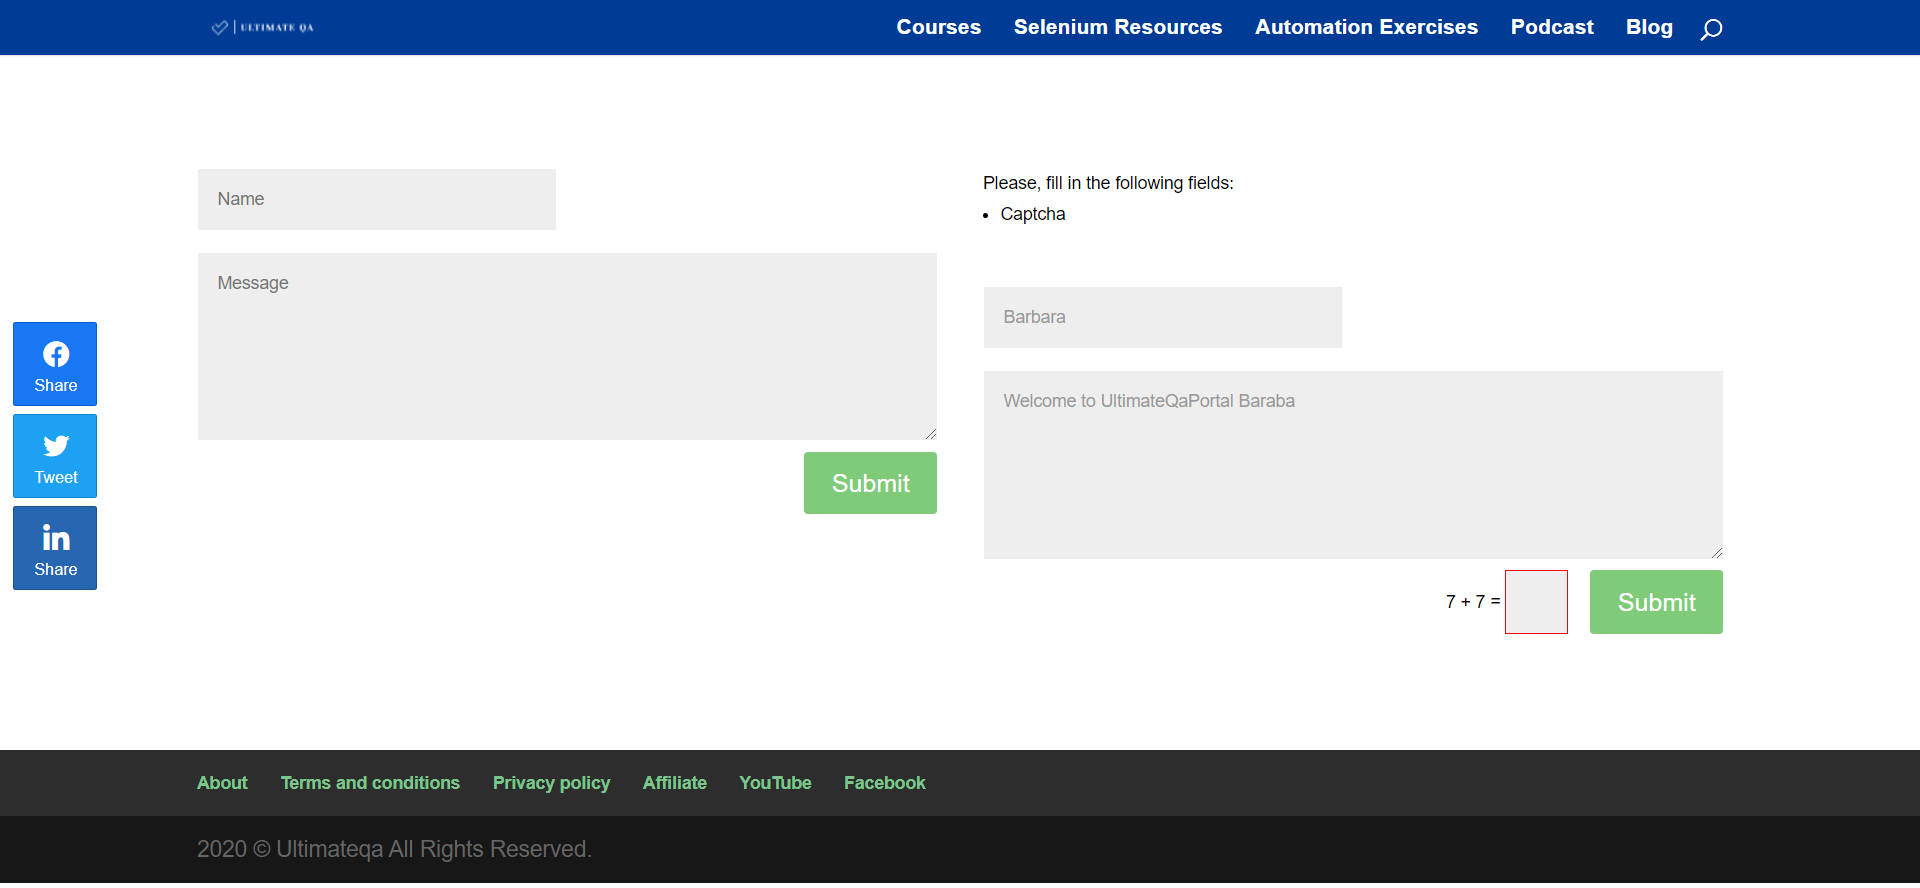 ULTIMATE QA
Courses Selenium Resources Automation Exercises Podcast Blog
Name
Message
Submit
Please, fill in the following fields:
• Captcha
Barbara
Welcome to UltimateQaPortal Baraba
7 + 7 =
Submit
Share
Tweet
Share
About Terms and conditions Privacy policy Affiliate YouTube Facebook
2020 © Ultimateqa All Rights Reserved.